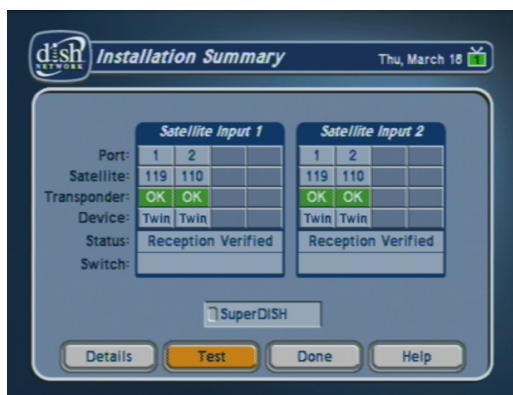 dish
NETWORK
Installation Summary
Thu, March 18
1
Satellite Input 1
Satellite Input 2
Port: 1 2 1 2
Satellite: 119 110 119 110
Transponder: OK OK OK OK
Device: Twin Twin Twin Twin
Status: Reception Verified Reception Verified
Switch:
SuperDISH
Details
Test
Done
Help